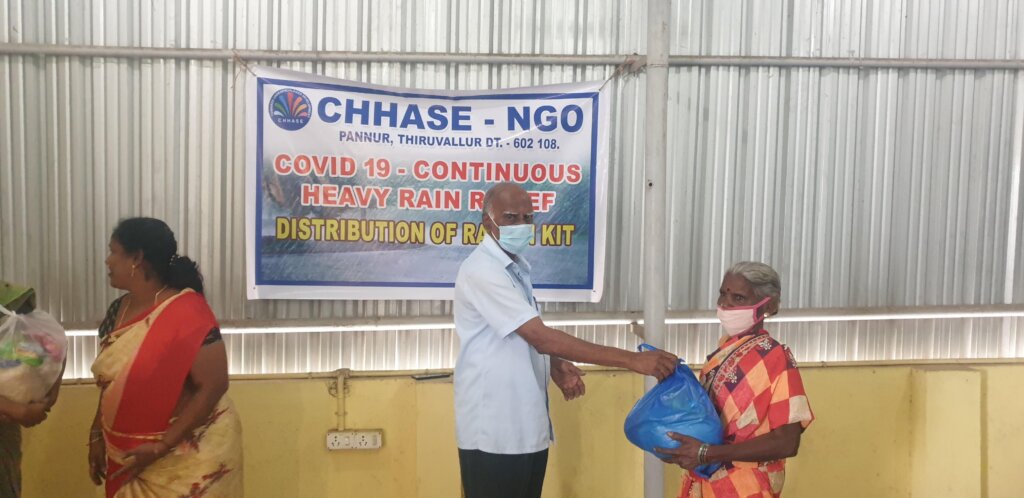 CHHASE
CHHASE - NGO
PANNUR, THIRUVALLUR DT. - 602 108.
COVID 19 - CONTINUOUS
HEAVY RAIN
DISTRIBUTION OF KIT